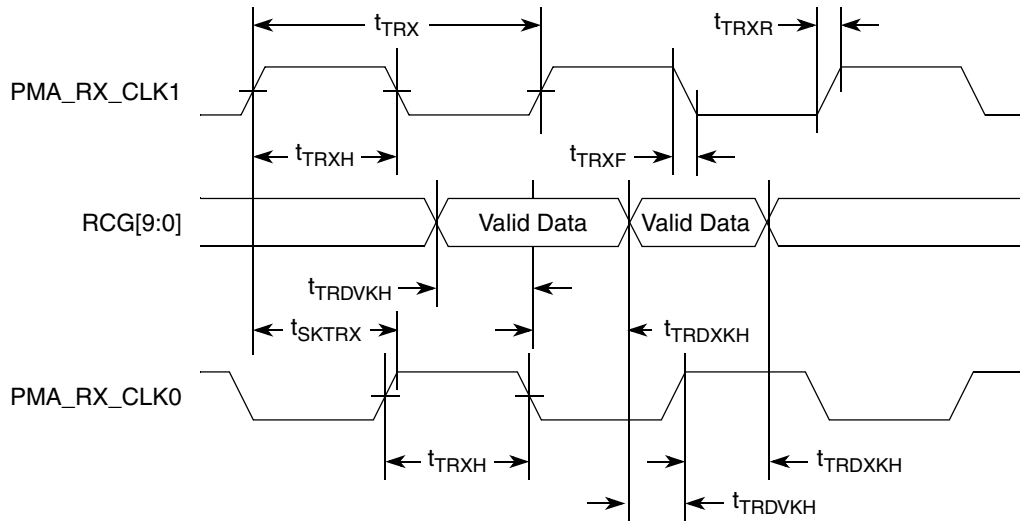 tTRX
tTRXR
PMA_RX_CLK1
tTRXH
tTRXF
RCG[9:0]
Valid Data
Valid Data
tTRDVKH
tSKTRX
tTRDXKH
PMA_RX_CLK0
tTRXH
tTRDXKH
tTRDVKH